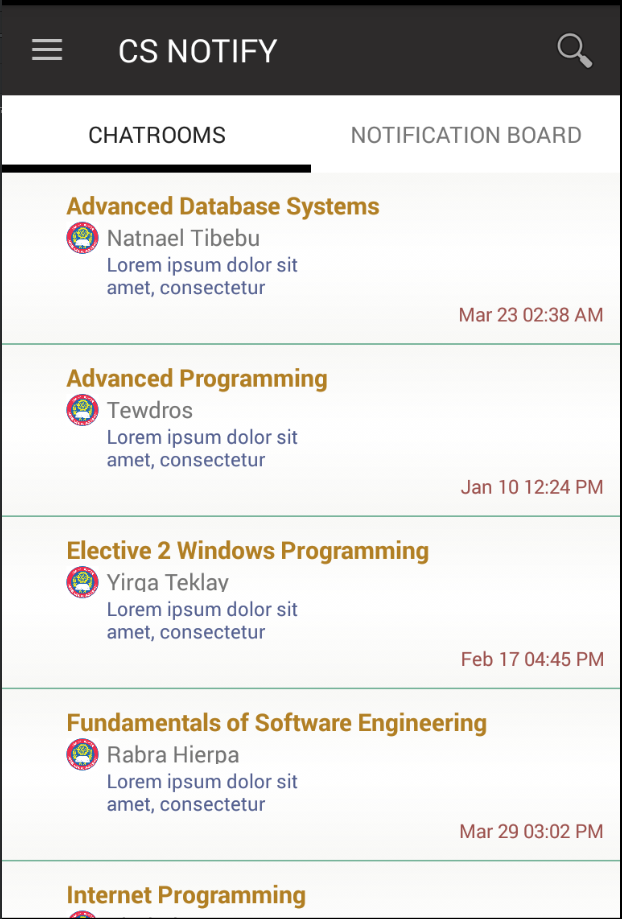 CS NOTIFY
CHATROOMS
NOTIFICATION BOARD
Advanced Database Systems
Natnael Tibebu
Lorem ipsum dolor sit
amet, consectetur
Mar 23 02:38 AM
Advanced Programming
Tewdros
Lorem ipsum dolor sit
amet, consectetur
Jan 10 12:24 PM
Elective 2 Windows Programming
Yirga Teklay
Lorem ipsum dolor sit
amet, consectetur
Feb 17 04:45 PM
Fundamentals of Software Engineering
Rabra Hierpa
Lorem ipsum dolor sit
amet, consectetur
Mar 29 03:02 PM
Internet Programming